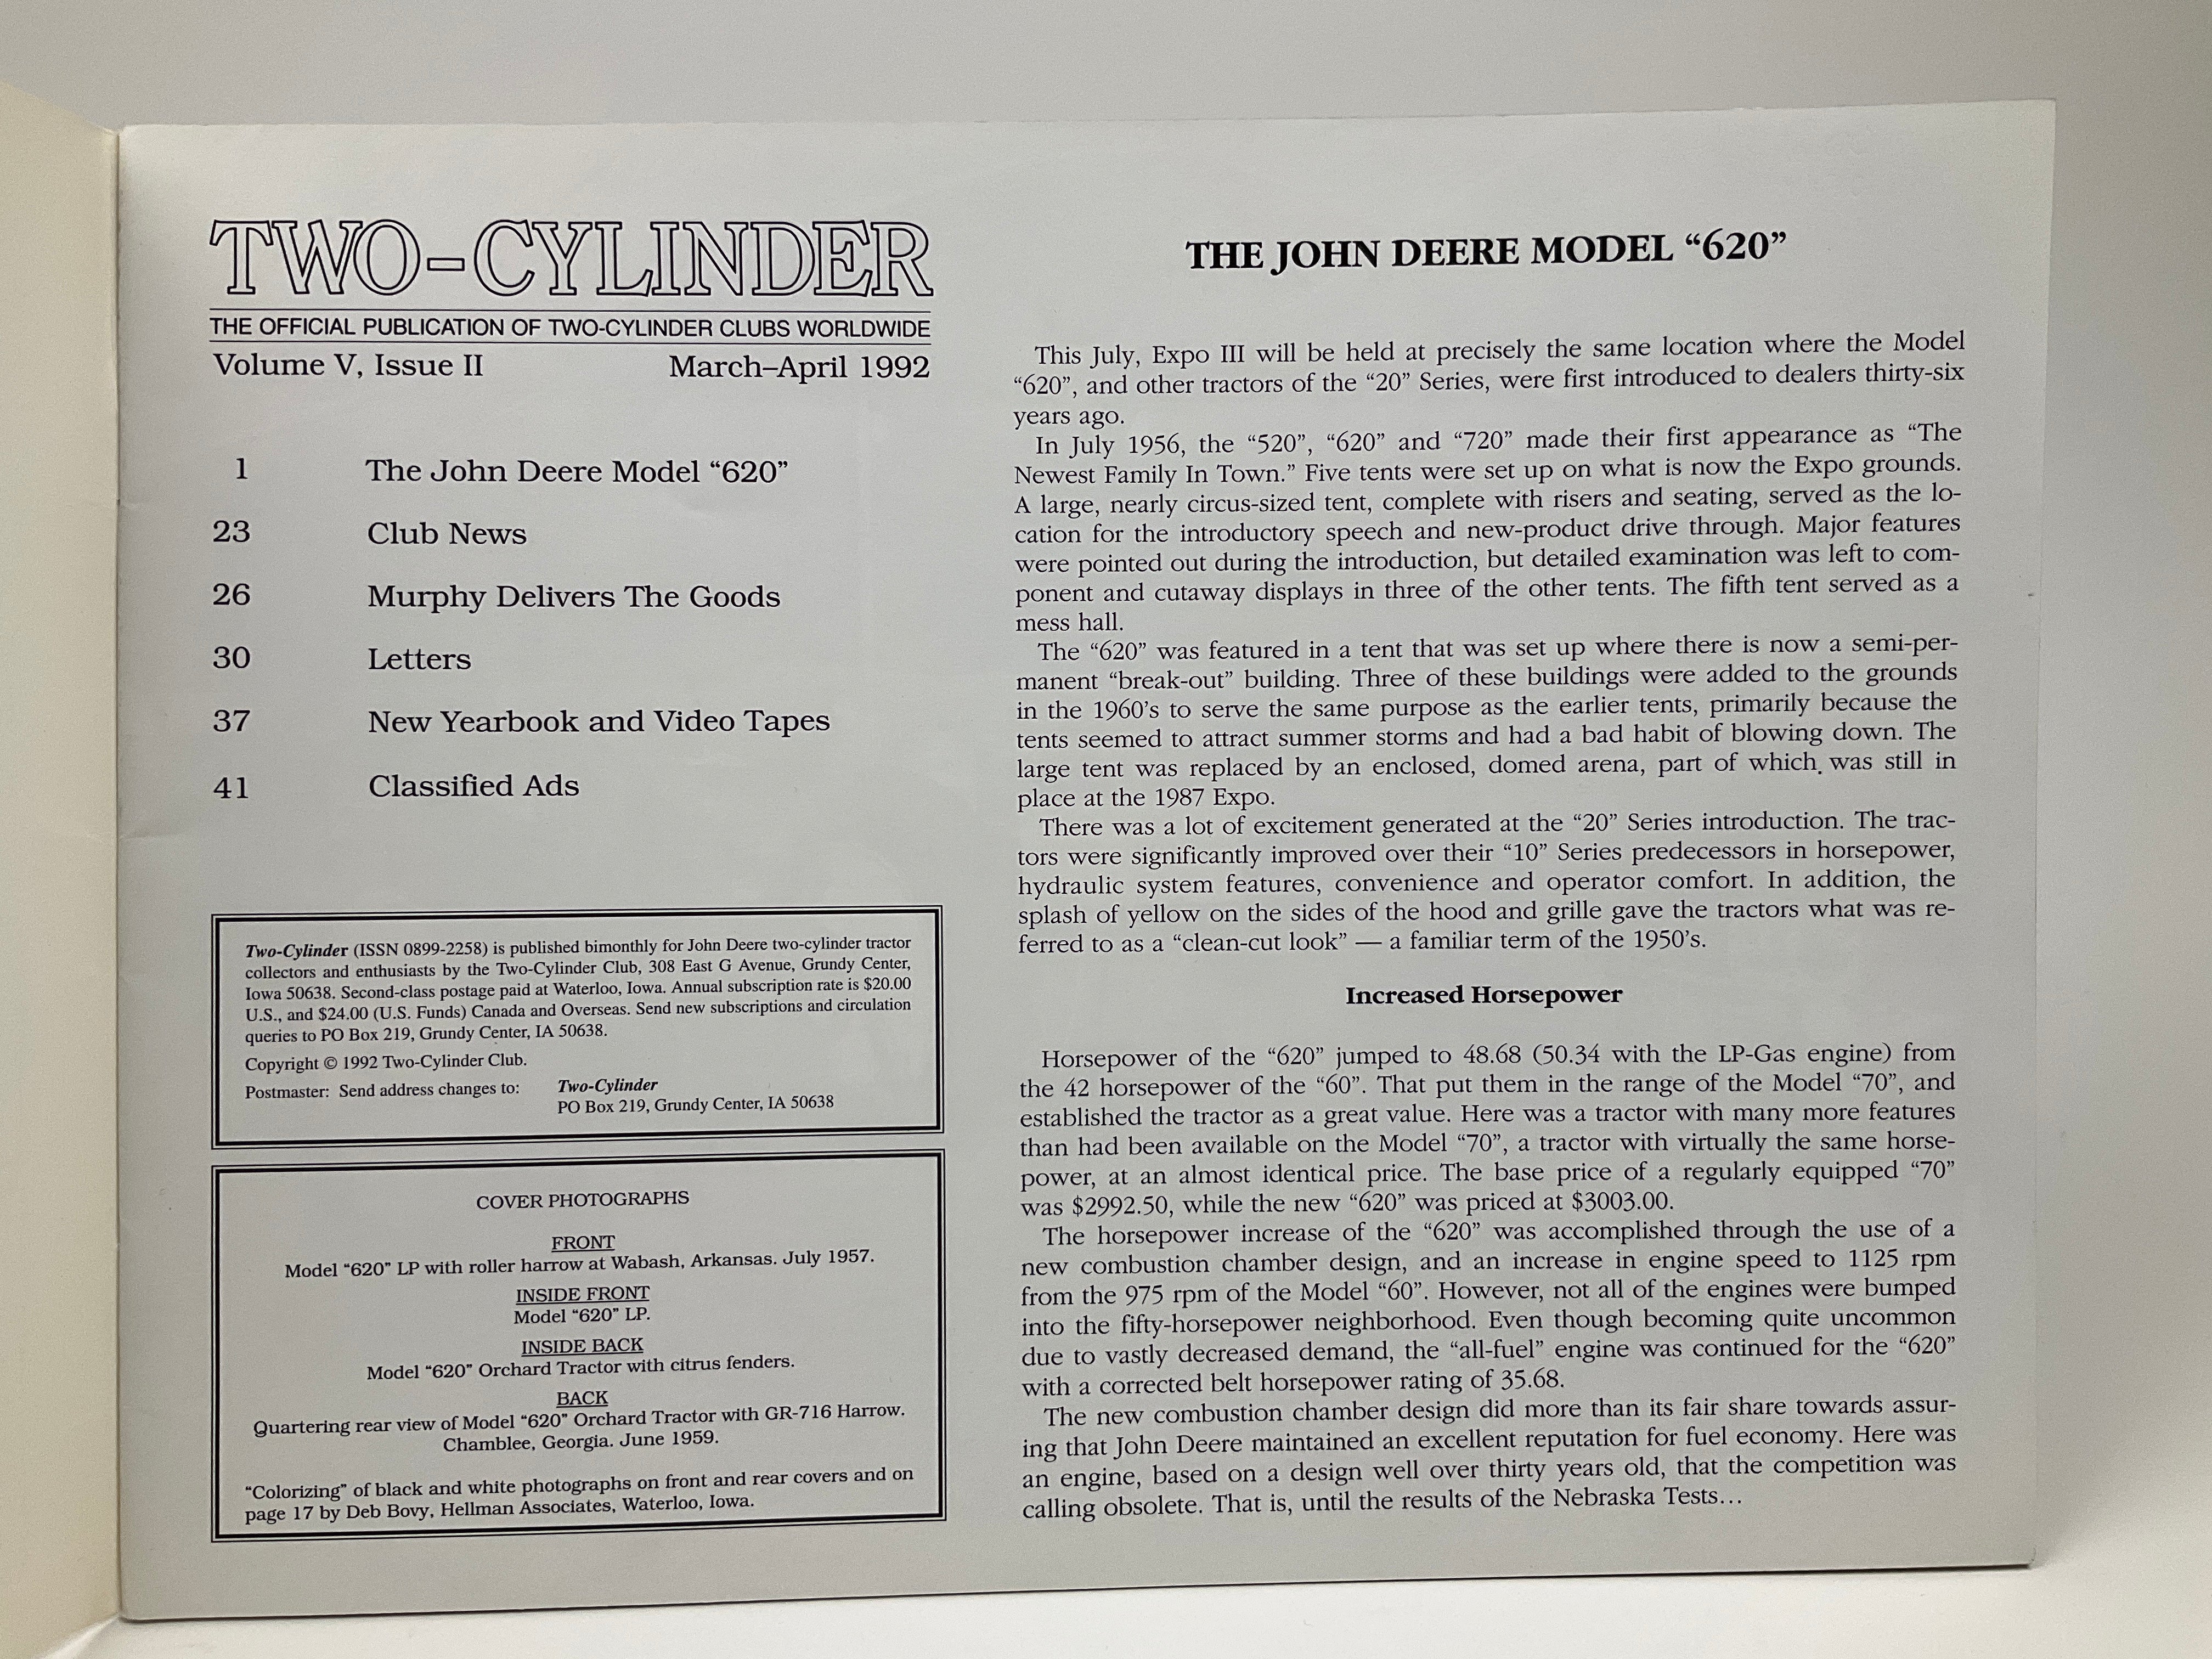 TWO-CYLINDER
THE OFFICIAL PUBLICATION OF TWO-CYLINDER CLUBS WORLDWIDE
Volume V, Issue II March–April 1992
1 The John Deere Model “620”
23 Club News
26 Murphy Delivers The Goods
30 Letters
37 New Yearbook and Video Tapes
41 Classified Ads
Two-Cylinder (ISSN 0899-2258) is published bimonthly for John Deere two-cylinder tractor
collectors and enthusiasts by the Two-Cylinder Club, 308 East G Avenue, Grundy Center,
Iowa 50638. Second-class postage paid at Waterloo, Iowa. Annual subscription rate is $20.00
U.S., and $24.00 (U.S. Funds) Canada and Overseas. Send new subscriptions and circulation
queries to PO Box 219, Grundy Center, IA 50638.
Copyright © 1992 Two-Cylinder Club.
Postmaster: Send address changes to: Two-Cylinder
PO Box 219, Grundy Center, IA 50638
COVER PHOTOGRAPHS
FRONT
Model “620” LP with roller harrow at Wabash, Arkansas. July 1957.
INSIDE FRONT
Model “620” LP.
INSIDE BACK
Model “620” Orchard Tractor with citrus fenders.
BACK
Quartering rear view of Model “620” Orchard Tractor with GR-716 Harrow.
Chamblee, Georgia. June 1959.
“Colorizing” of black and white photographs on front and rear covers and on
page 17 by Deb Bovy, Hellman Associates, Waterloo, Iowa.
THE JOHN DEERE MODEL “620”
This July, Expo III will be held at precisely the same location where the Model
“620”, and other tractors of the “20” Series, were first introduced to dealers thirty-six
years ago.
In July 1956, the “520”, “620” and “720” made their first appearance as “The
Newest Family In Town.” Five tents were set up on what is now the Expo grounds.
A large, nearly circus-sized tent, complete with risers and seating, served as the lo-
cation for the introductory speech and new-product drive through. Major features
were pointed out during the introduction, but detailed examination was left to com-
ponent and cutaway displays in three of the other tents. The fifth tent served as a
mess hall.
The “620” was featured in a tent that was set up where there is now a semi-per-
manent “break-out” building. Three of these buildings were added to the grounds
in the 1960’s to serve the same purpose as the earlier tents, primarily because the
tents seemed to attract summer storms and had a bad habit of blowing down. The
large tent was replaced by an enclosed, domed arena, part of which was still in
place at the 1987 Expo.
There was a lot of excitement generated at the “20” Series introduction. The trac-
tors were significantly improved over their “10” Series predecessors in horsepower,
hydraulic system features, convenience and operator comfort. In addition, the
splash of yellow on the sides of the hood and grille gave the tractors what was re-
ferred to as a “clean-cut look” — a familiar term of the 1950’s.
Increased Horsepower
Horsepower of the “620” jumped to 48.68 (50.34 with the LP-Gas engine) from
the 42 horsepower of the “60”. That put them in the range of the Model “70”, and
established the tractor as a great value. Here was a tractor with many more features
than had been available on the Model “70”, a tractor with virtually the same horse-
power, at an almost identical price. The base price of a regularly equipped “70”
was $2992.50, while the new “620” was priced at $3003.00.
The horsepower increase of the “620” was accomplished through the use of a
new combustion chamber design, and an increase in engine speed to 1125 rpm
from the 975 rpm of the Model “60”. However, not all of the engines were bumped
into the fifty-horsepower neighborhood. Even though becoming quite uncommon
due to vastly decreased demand, the “all-fuel” engine was continued for the “620”
with a corrected belt horsepower rating of 35.68.
The new combustion chamber design did more than its fair share towards assur-
ing that John Deere maintained an excellent reputation for fuel economy. Here was
an engine, based on a design well over thirty years old, that the competition was
calling obsolete. That is, until the results of the Nebraska Tests…